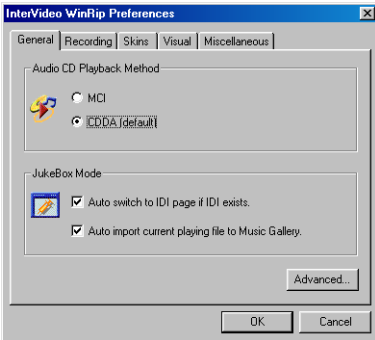 InterVideo WinRip Preferences
General Recording Skins Visual Miscellaneous
Audio CD Playback Method
MCI
CDDA (default)
JukeBox Mode
Auto switch to IDI page if IDI exists.
Auto import current playing file to Music Gallery.
Advanced...
OK Cancel